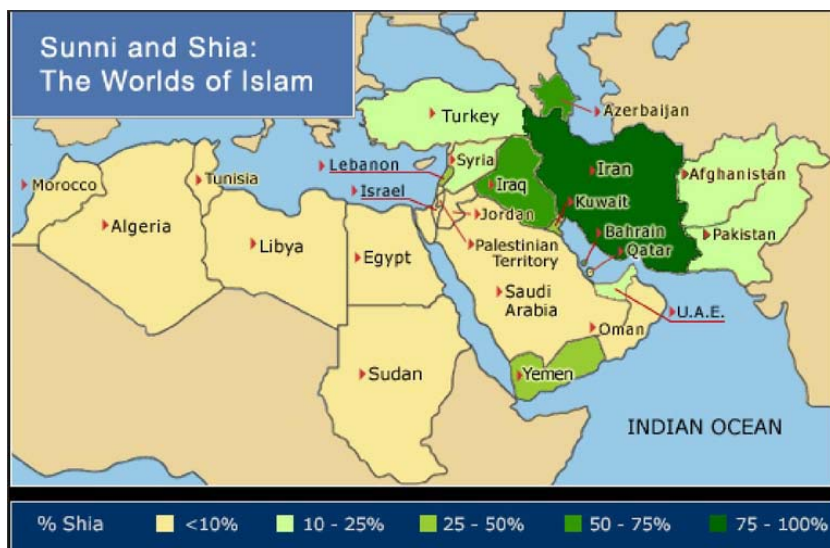 Sunni and Shia:
The Worlds of Islam
Azerbaijan
Turkey
Lebanon
Syria
Iran
Afghanistan
Morocco
Tunisia
Israel
Iraq
Kuwait
Algeria
Jordan
Bahrain
Pakistan
Libya
Egypt
Palestinian
Territory
Qatar
Saudi
Arabia
U.A.E.
Oman
Sudan
Yemen
INDIAN OCEAN
% Shia <10% 10 - 25% 25 - 50% 50 - 75% 75 - 100%